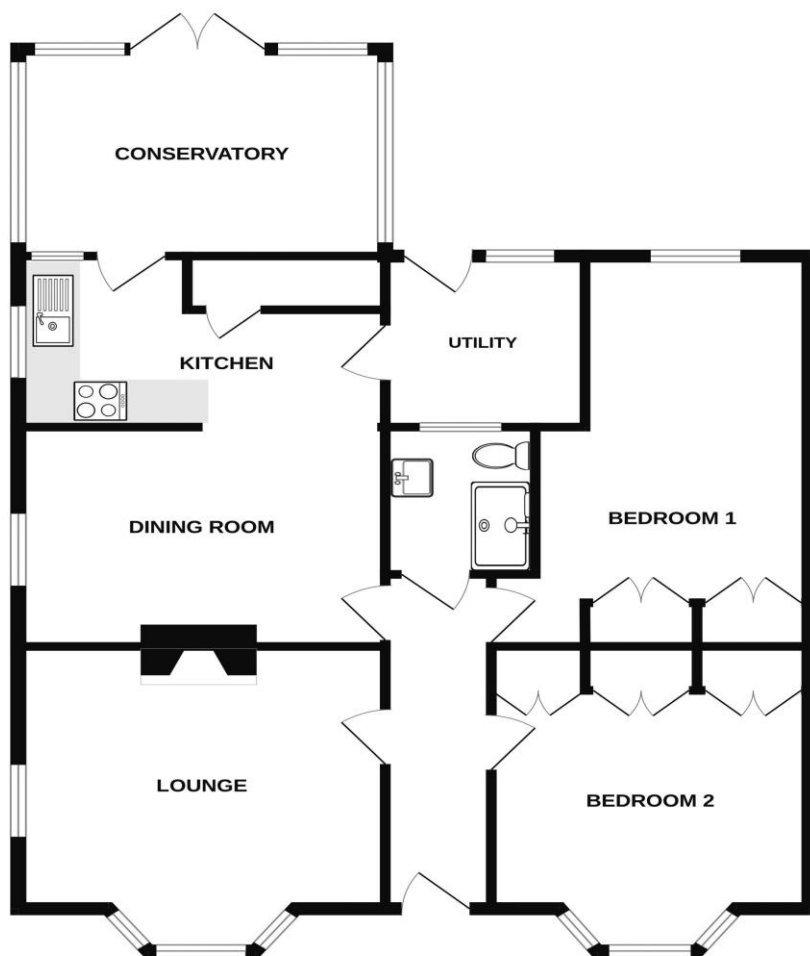 CONSERVATORY
UTILITY
KITCHEN
BEDROOM 1
DINING ROOM
LOUNGE
BEDROOM 2